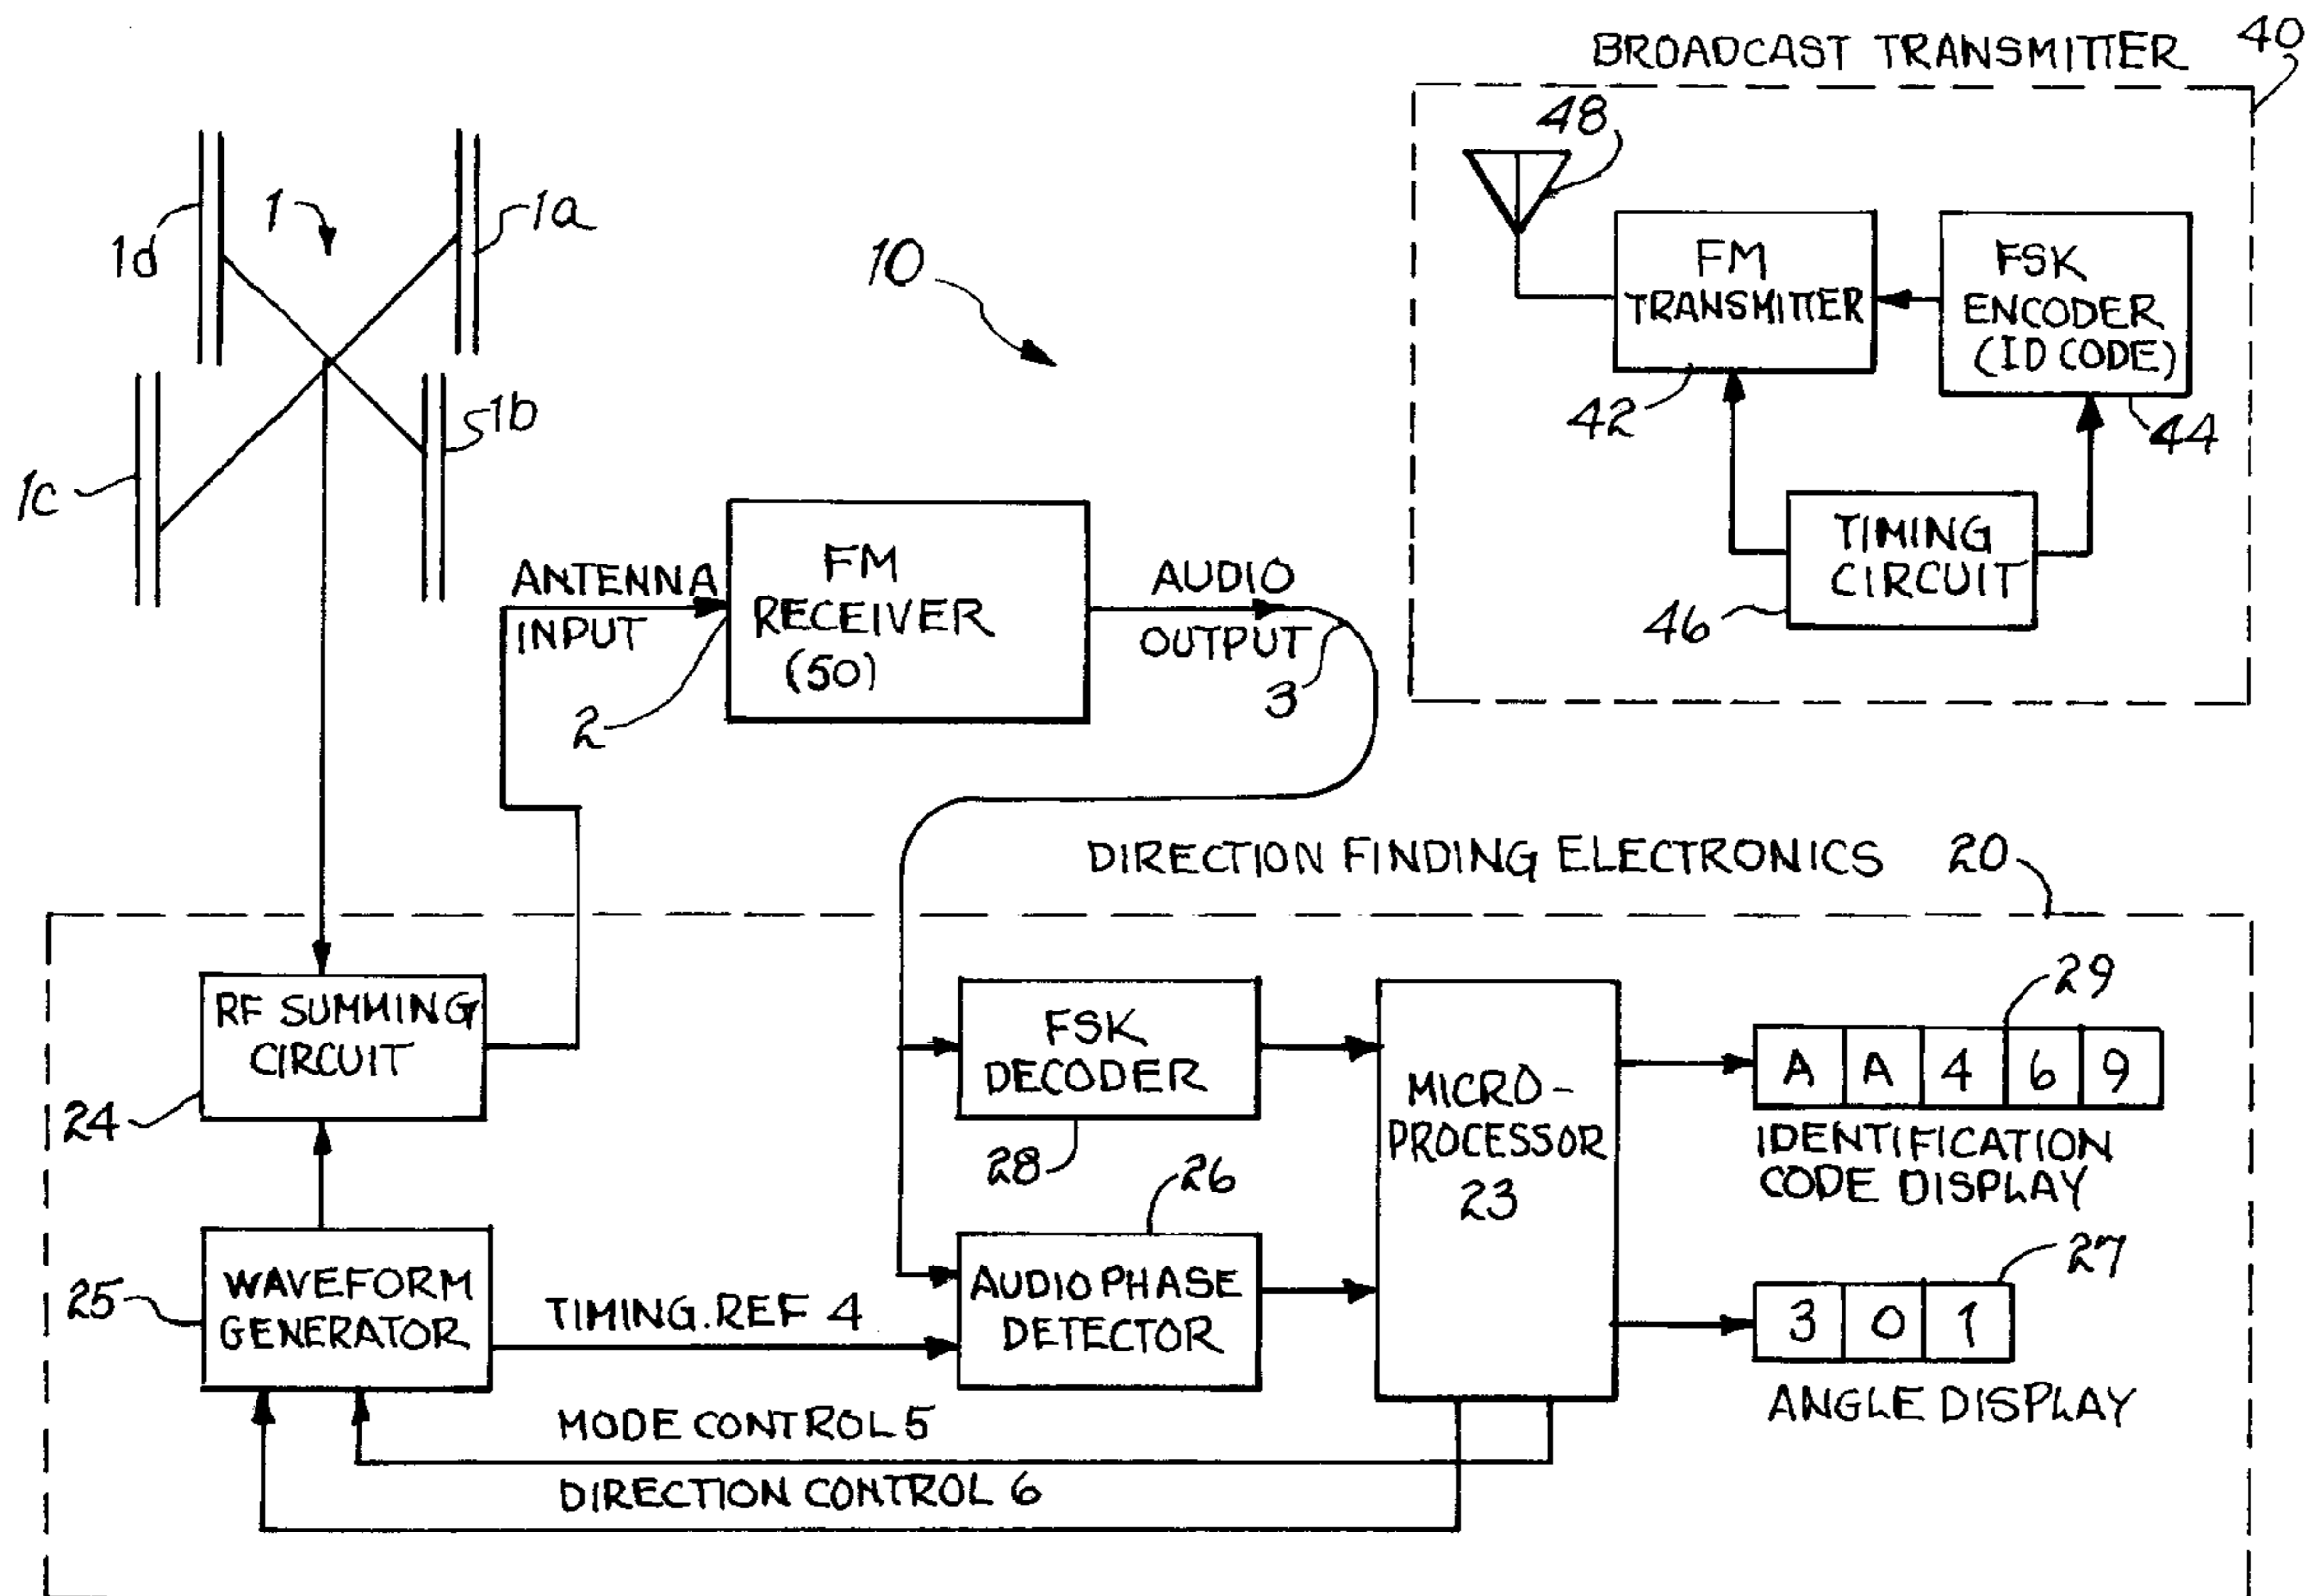 BROADCAST TRANSMITTER
40
48
FM
TRANSMITTER
FSK
ENCODER
(ID CODE)
42
44
TIMING
CIRCUIT
46
1d
1
1a
1c
1b
10
ANTENNA
INPUT
2
FM
RECEIVER
(50)
AUDIO
OUTPUT
3
DIRECTION FINDING ELECTRONICS
20
RF SUMMING
CIRCUIT
24
WAVEFORM
GENERATOR
25
TIMING.REF 4
FSK
DECODER
28
26
AUDIO PHASE
DETECTOR
MICRO-
PROCESSOR
23
29
A A 4 6 9
IDENTIFICATION
CODE DISPLAY
27
3 0 1
ANGLE DISPLAY
MODE CONTROL 5
DIRECTION CONTROL 6